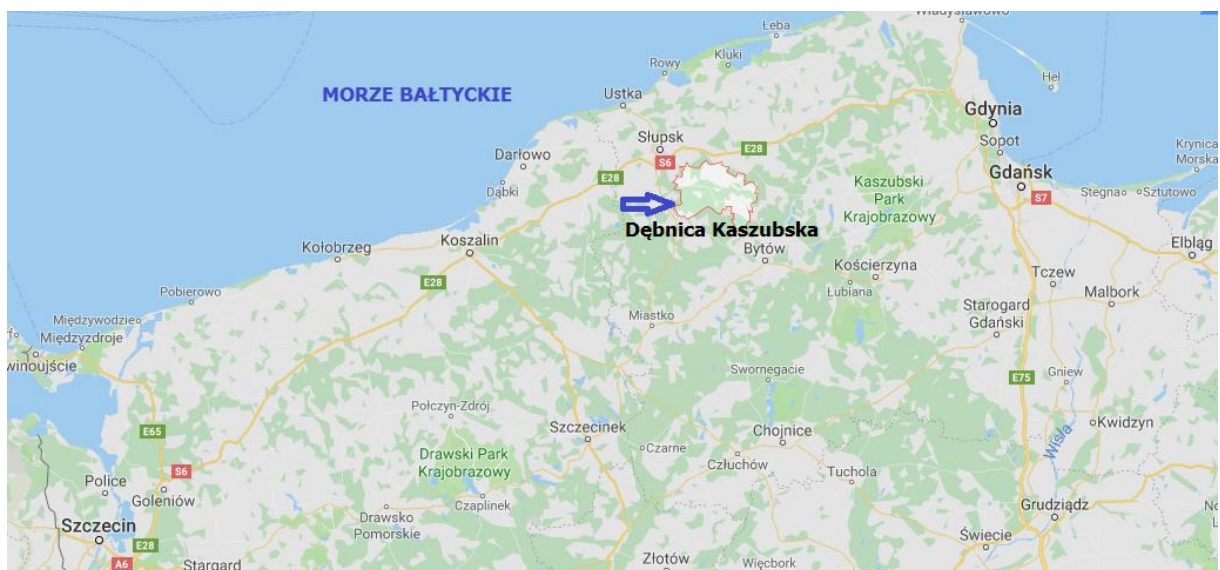 Łeba
Władysławowo
Rowy
Kluki
Hel
MORZE BAŁTYCKIE
Ustka
Gdynia
Słupsk
Sopot
Krynica
Morska
E28
Darłowo
S6
E28
Gdańsk
Kaszubski
Park
Krajobrazowy
Stegna
Sztutowo
S7
Dąbki
Dębnica Kaszubska
Kołobrzeg
Koszalin
Bytów
Elbląg
Kościerzyna
Tczew
E28
Łubiana
Malbork
Pobierowo
Starogard
Gdański
Międzywodzie
Międzyzdroje
Miastko
winoujście
Swornegacie
E75
Gniew
Połczyn-Zdrój
Kwidzyn
Szczecinek
Wisła
E65
Chojnice
Drawski Park
Krajobrazowy
Czarne
Człuchów
S6
Tuchola
Police
Goleniów
Czaplinek
Grudziądz
Drawsko
Pomorskie
Szczecin
Świecie
E28
Złotów
Więcbork
A6
Stargard